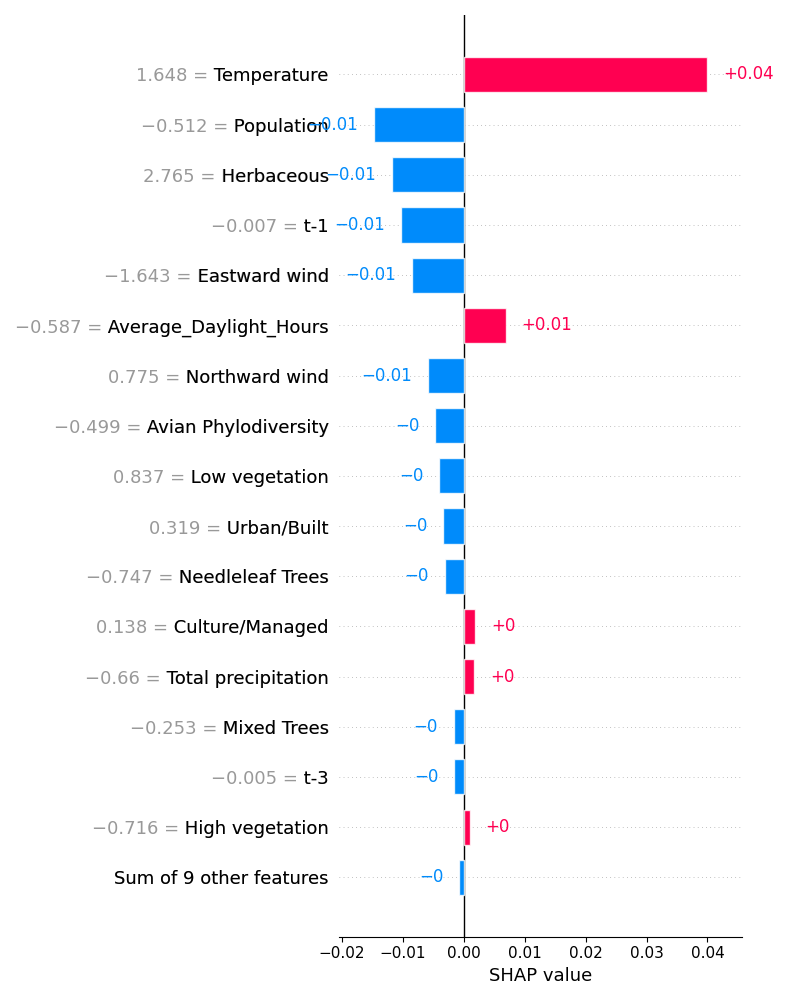 1.648 = Temperature +0.04
−0.512 = Population −0.01
2.765 = Herbaceous −0.01
−0.007 = t-1 −0.01
−1.643 = Eastward wind −0.01
−0.587 = Average_Daylight_Hours +0.01
0.775 = Northward wind −0.01
−0.499 = Avian Phylodiversity −0
0.837 = Low vegetation −0
0.319 = Urban/Built −0
−0.747 = Needleleaf Trees −0
0.138 = Culture/Managed +0
−0.66 = Total precipitation +0
−0.253 = Mixed Trees −0
−0.005 = t-3 −0
−0.716 = High vegetation +0
Sum of 9 other features −0
−0.02 −0.01 0.00 0.01 0.02 0.03 0.04
SHAP value